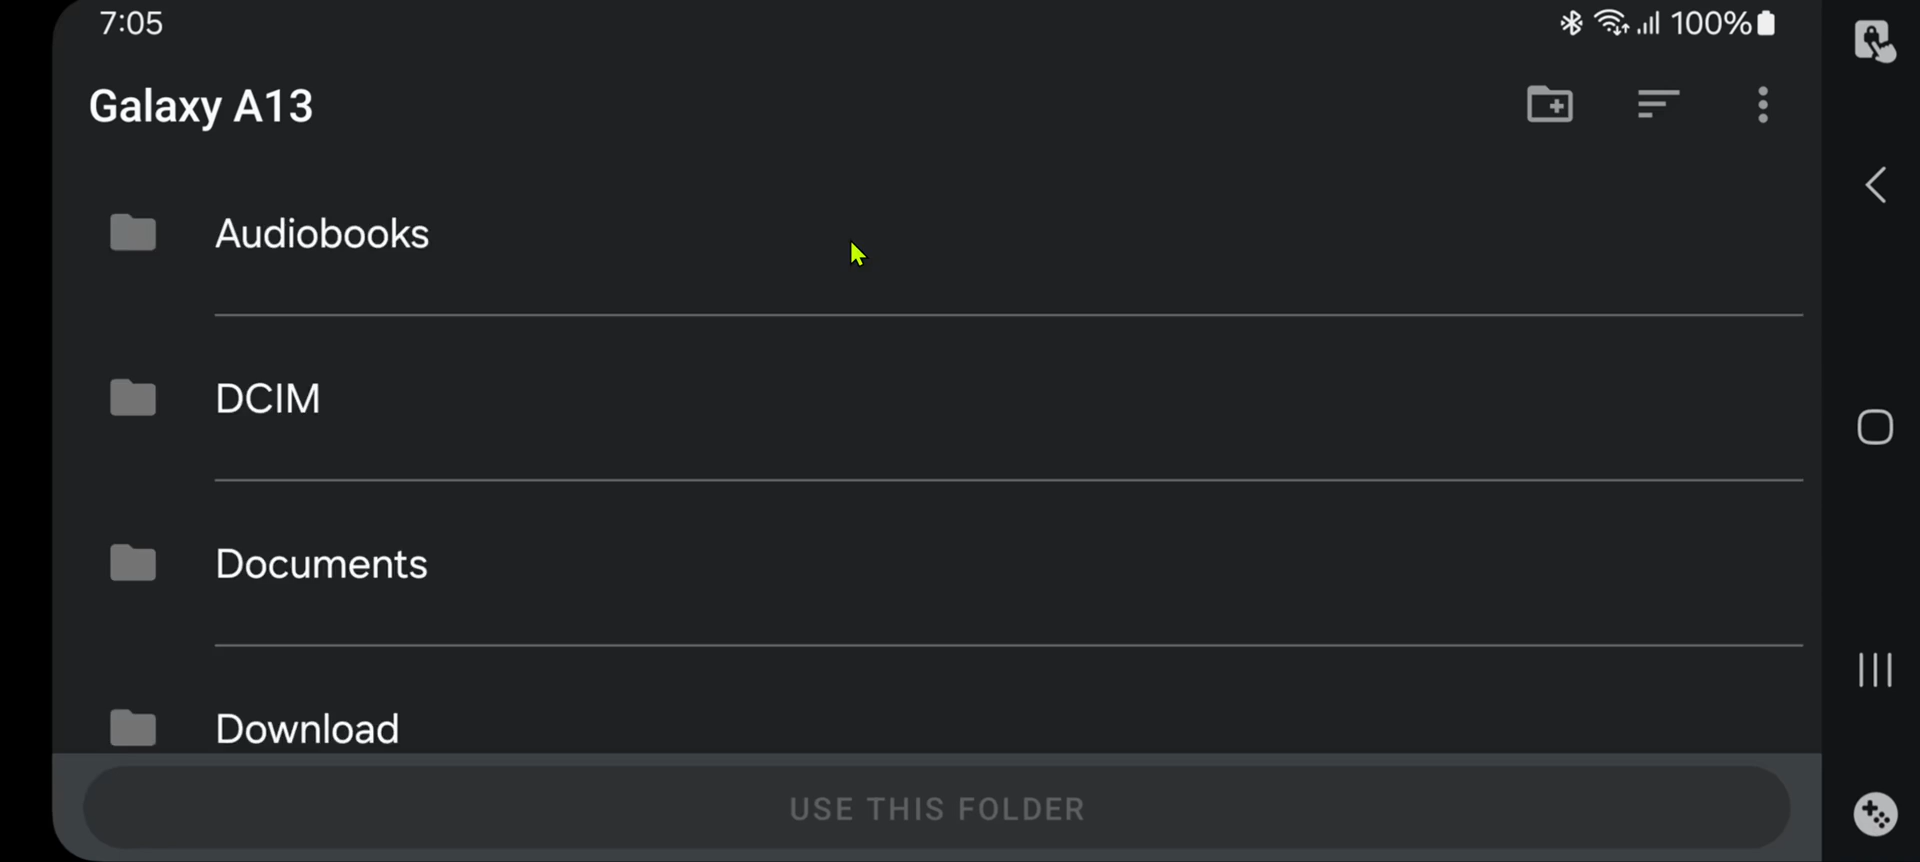 7:05
100%
Galaxy A13
Audiobooks
DCIM
Documents
Download
USE THIS FOLDER